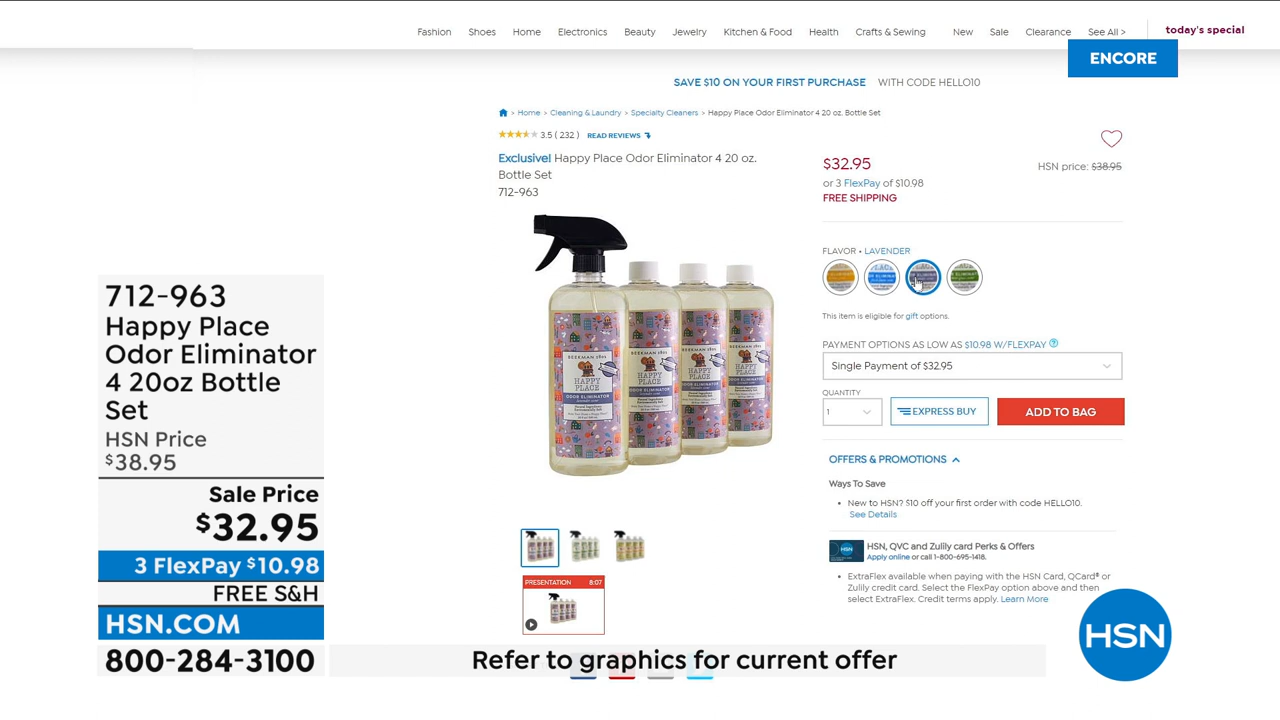 Fashion Shoes Home Electronics Beauty Jewelry Kitchen & Food Health Crafts & Sewing New Sale Clearance See All > today's special
ENCORE
SAVE $10 ON YOUR FIRST PURCHASE WITH CODE HELLO10
> Home > Cleaning & Laundry > Specialty Cleaners > Happy Place Odor Eliminator 4 20 oz. Bottle Set
3.5 ( 232 ) READ REVIEWS
Exclusive! Happy Place Odor Eliminator 4 20 oz.
Bottle Set
712-963
$32.95
HSN price: $38.95
or 3 FlexPay of $10.98
FREE SHIPPING
FLAVOR • LAVENDER
This item is eligible for gift options.
PAYMENT OPTIONS AS LOW AS $10.98 W/FLEXPAY ?
Single Payment of $32.95
QUANTITY
1
EXPRESS BUY
ADD TO BAG
OFFERS & PROMOTIONS
Ways To Save
• New to HSN? $10 off your first order with code HELLO10.
See Details
HSN
HSN, QVC and Zulily card Perks & Offers
Apply online or call 1-800-695-1418.
• ExtraFlex available when paying with the HSN Card, QCard® or
Zulily credit card. Select the FlexPay option above and then
select ExtraFlex. Credit terms apply. Learn More
BEEKMAN 1802
HAPPY
PLACE
ODOR ELIMINATOR
PRESENTATION 8:07
712-963
Happy Place
Odor Eliminator
4 20oz Bottle
Set
HSN Price
$38.95
Sale Price
$32.95
3 FlexPay $10.98
FREE S&H
HSN.COM
800-284-3100
Refer to graphics for current offer
HSN